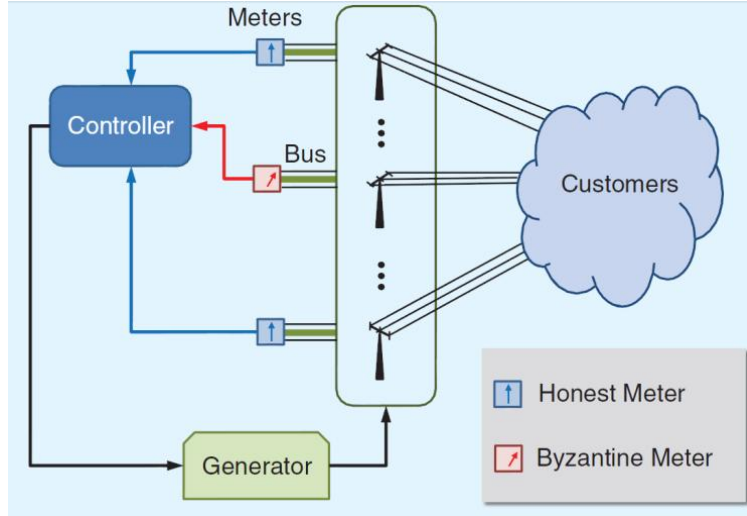 Meters
Controller
Bus
Customers
Honest Meter
Generator
Byzantine Meter